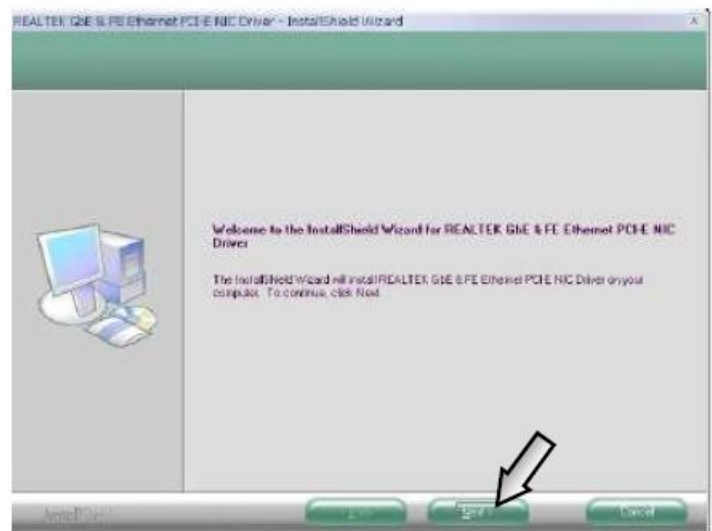 REALTEK GbE & FE Ethernet PCI-E NIC Driver - InstallShield Wizard
Welcome to the InstallShield Wizard for REALTEK GbE & FE Ethernet PCI-E NIC
Driver
The InstallShield Wizard will install REALTEK GbE & FE Ethernet PCI-E NIC Driver on your
computer. To continue, click Next.
Next >
Cancel